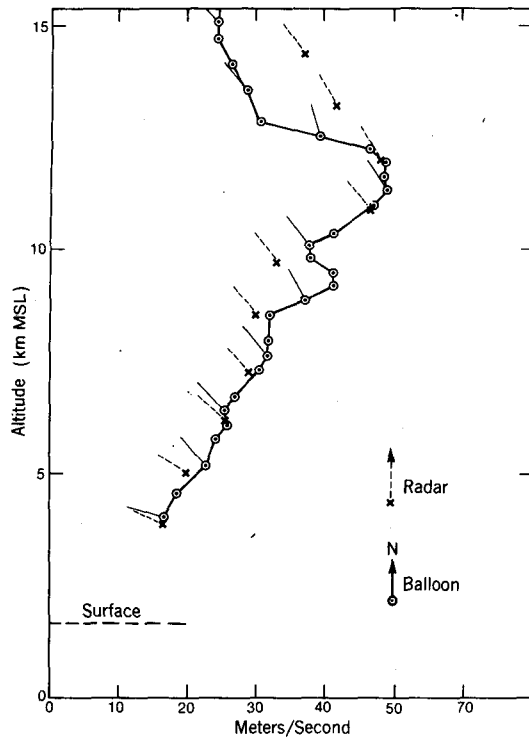 15
10
5
0
Altitude (km MSL)
Radar
N
Balloon
Surface
0 10 20 30 40 50 60 70
Meters/Second